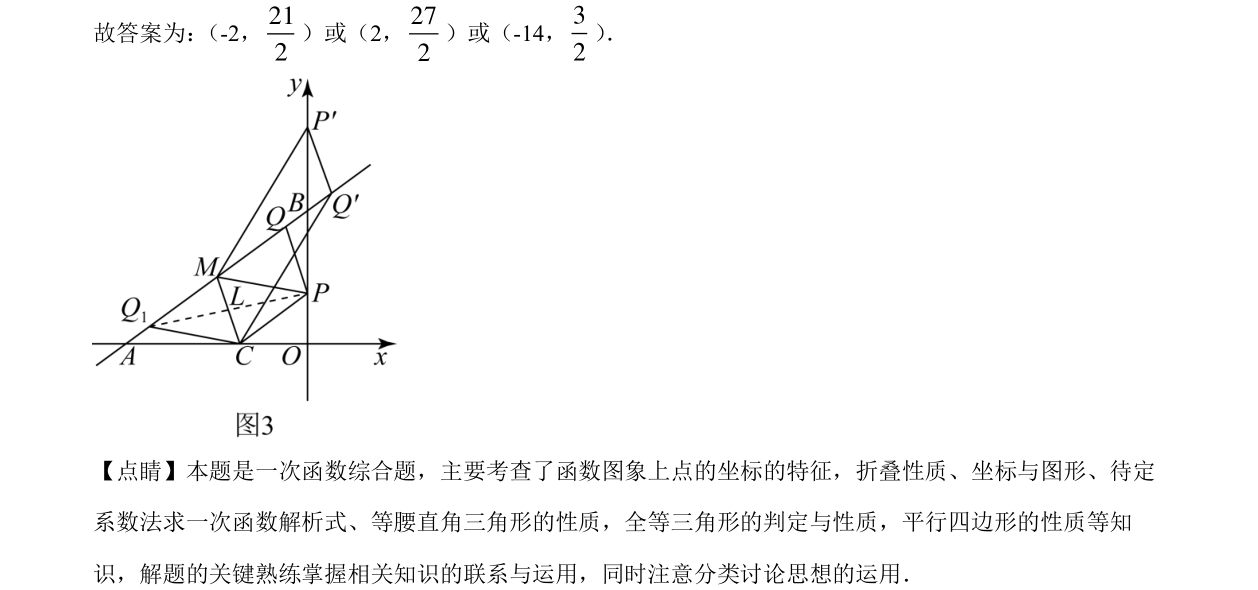 故答案为：（-2，21/2）或（2，27/2）或（-14，3/2）．
y
P′
B
Q
Q′
M
L
P
Q₁
A
C
O
x
图3
【点睛】本题是一次函数综合题，主要考查了函数图象上点的坐标的特征，折叠性质、坐标与图形、待定
系数法求一次函数解析式、等腰直角三角形的性质，全等三角形的判定与性质，平行四边形的性质等知
识，解题的关键熟练掌握相关知识的联系与运用，同时注意分类讨论思想的运用．